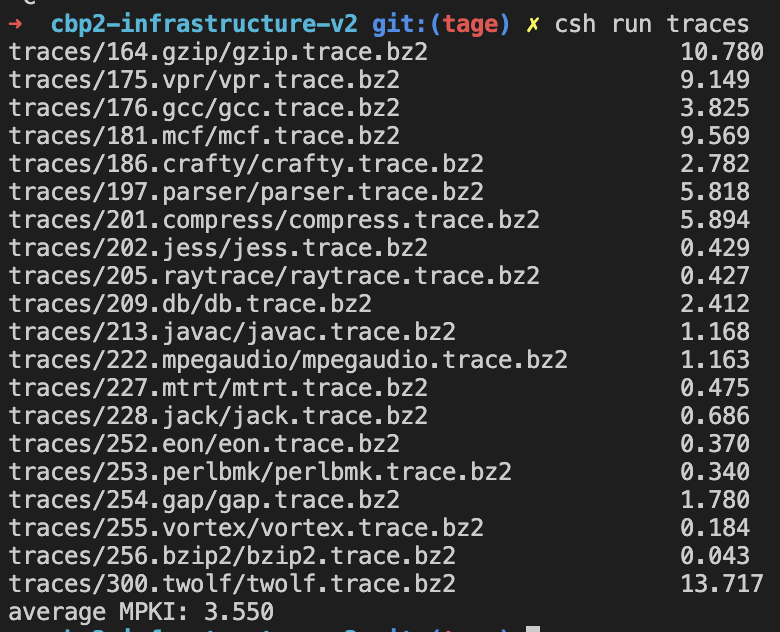 → cbp2-infrastructure-v2 git:(tage) ✗ csh run traces
traces/164.gzip/gzip.trace.bz2 10.780
traces/175.vpr/vpr.trace.bz2 9.149
traces/176.gcc/gcc.trace.bz2 3.825
traces/181.mcf/mcf.trace.bz2 9.569
traces/186.crafty/crafty.trace.bz2 2.782
traces/197.parser/parser.trace.bz2 5.818
traces/201.compress/compress.trace.bz2 5.894
traces/202.jess/jess.trace.bz2 0.429
traces/205.raytrace/raytrace.trace.bz2 0.427
traces/209.db/db.trace.bz2 2.412
traces/213.javac/javac.trace.bz2 1.168
traces/222.mpegaudio/mpegaudio.trace.bz2 1.163
traces/227.mtrt/mtrt.trace.bz2 0.475
traces/228.jack/jack.trace.bz2 0.686
traces/252.eon/eon.trace.bz2 0.370
traces/253.perlbmk/perlbmk.trace.bz2 0.340
traces/254.gap/gap.trace.bz2 1.780
traces/255.vortex/vortex.trace.bz2 0.184
traces/256.bzip2/bzip2.trace.bz2 0.043
traces/300.twolf/twolf.trace.bz2 13.717
average MPKI: 3.550